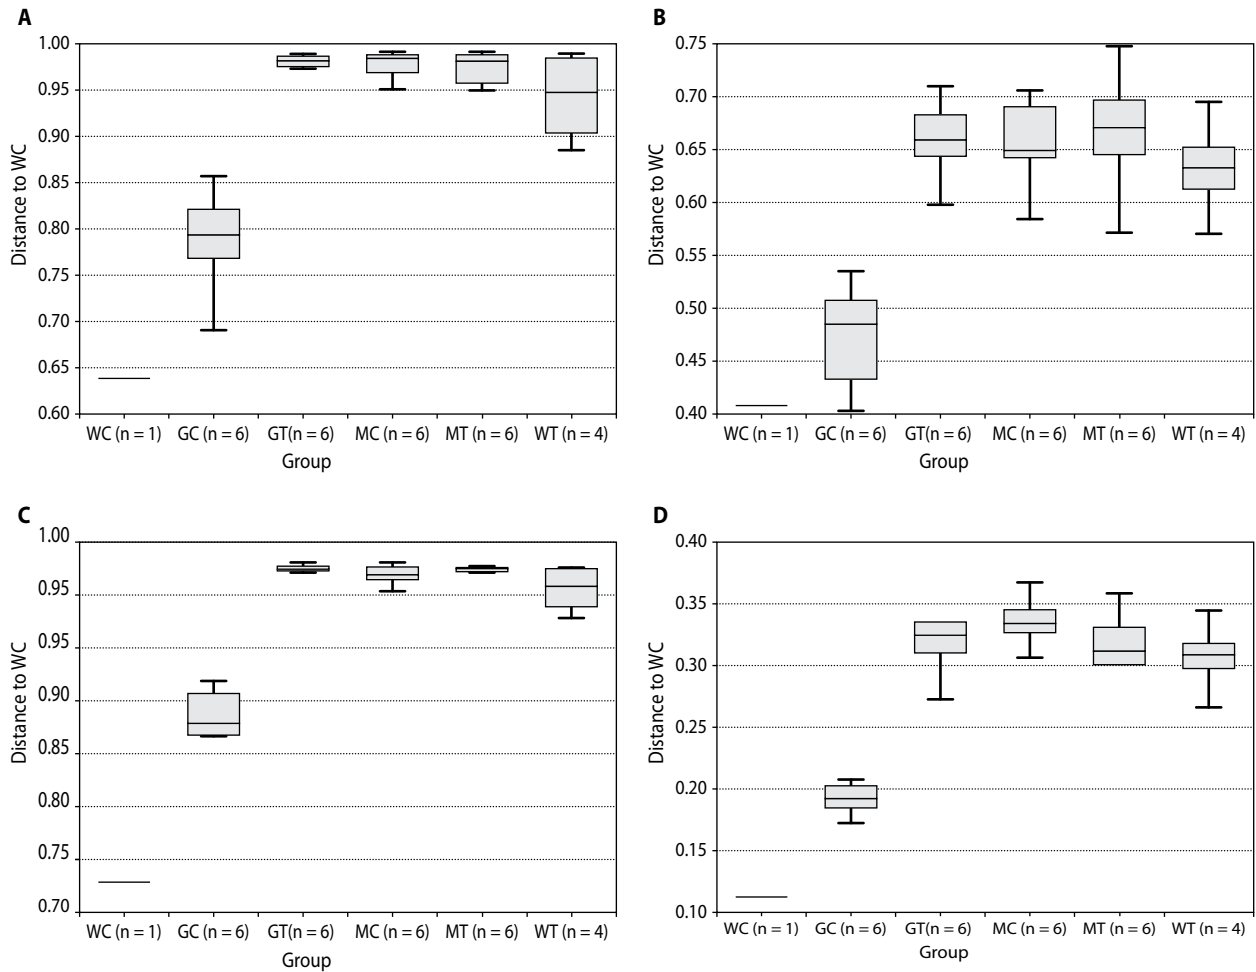 A
Distance to WC
1.00
0.95
0.90
0.85
0.80
0.75
0.70
0.65
0.60
WC (n = 1) GC (n = 6) GT(n = 6) MC (n = 6) MT (n = 6) WT (n = 4)
Group
B
Distance to WC
0.75
0.70
0.65
0.60
0.55
0.50
0.45
0.40
WC (n = 1) GC (n = 6) GT(n = 6) MC (n = 6) MT (n = 6) WT (n = 4)
Group
C
Distance to WC
1.00
0.95
0.95
0.90
0.85
0.80
0.75
0.70
WC (n = 1) GC (n = 6) GT(n = 6) MC (n = 6) MT (n = 6) WT (n = 4)
Group
D
Distance to WC
0.40
0.35
0.30
0.25
0.20
0.15
0.10
WC (n = 1) GC (n = 6) GT(n = 6) MC (n = 6) MT (n = 6) WT (n = 4)
Group